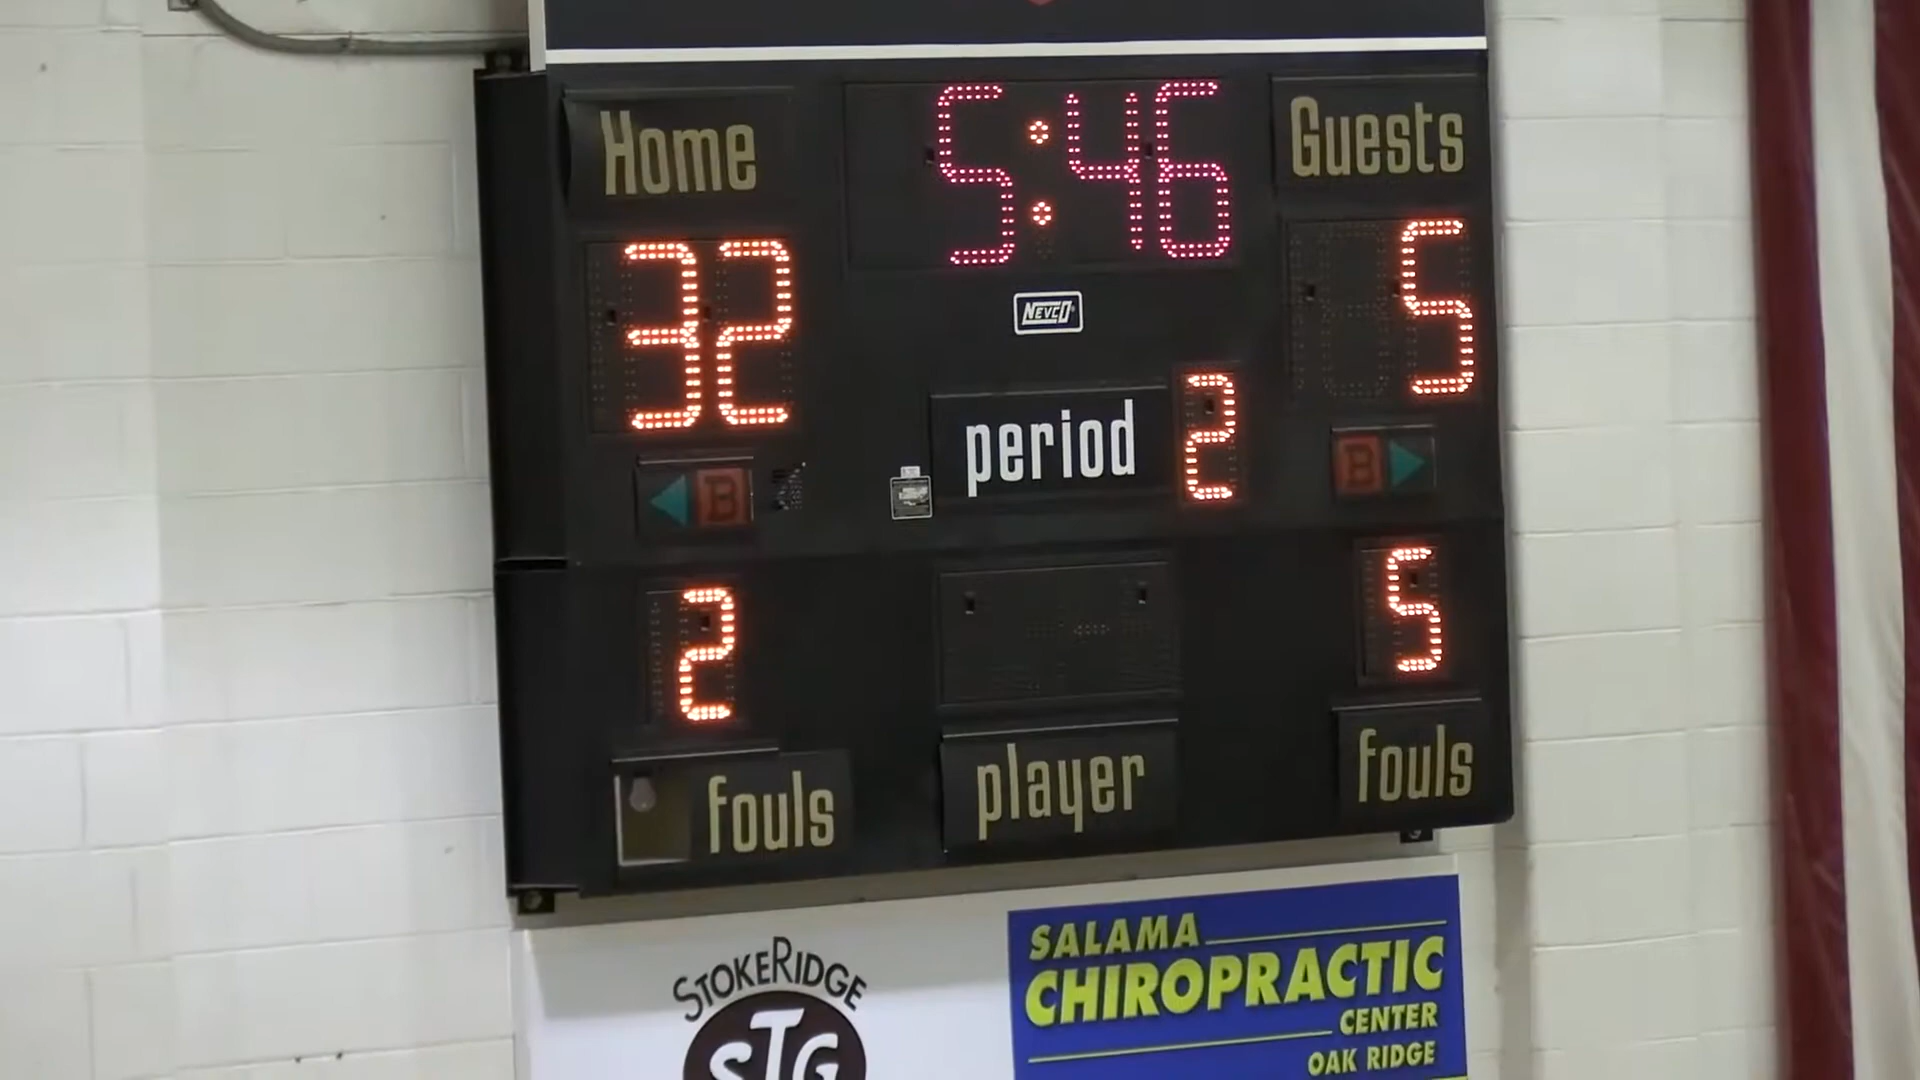 Home
5:46
Guests
32
5
NEVCO
period
2
B
B
2
5
fouls
player
fouls
STOKERIDGE
STG
SALAMA
CHIROPRACTIC
CENTER
OAK RIDGE